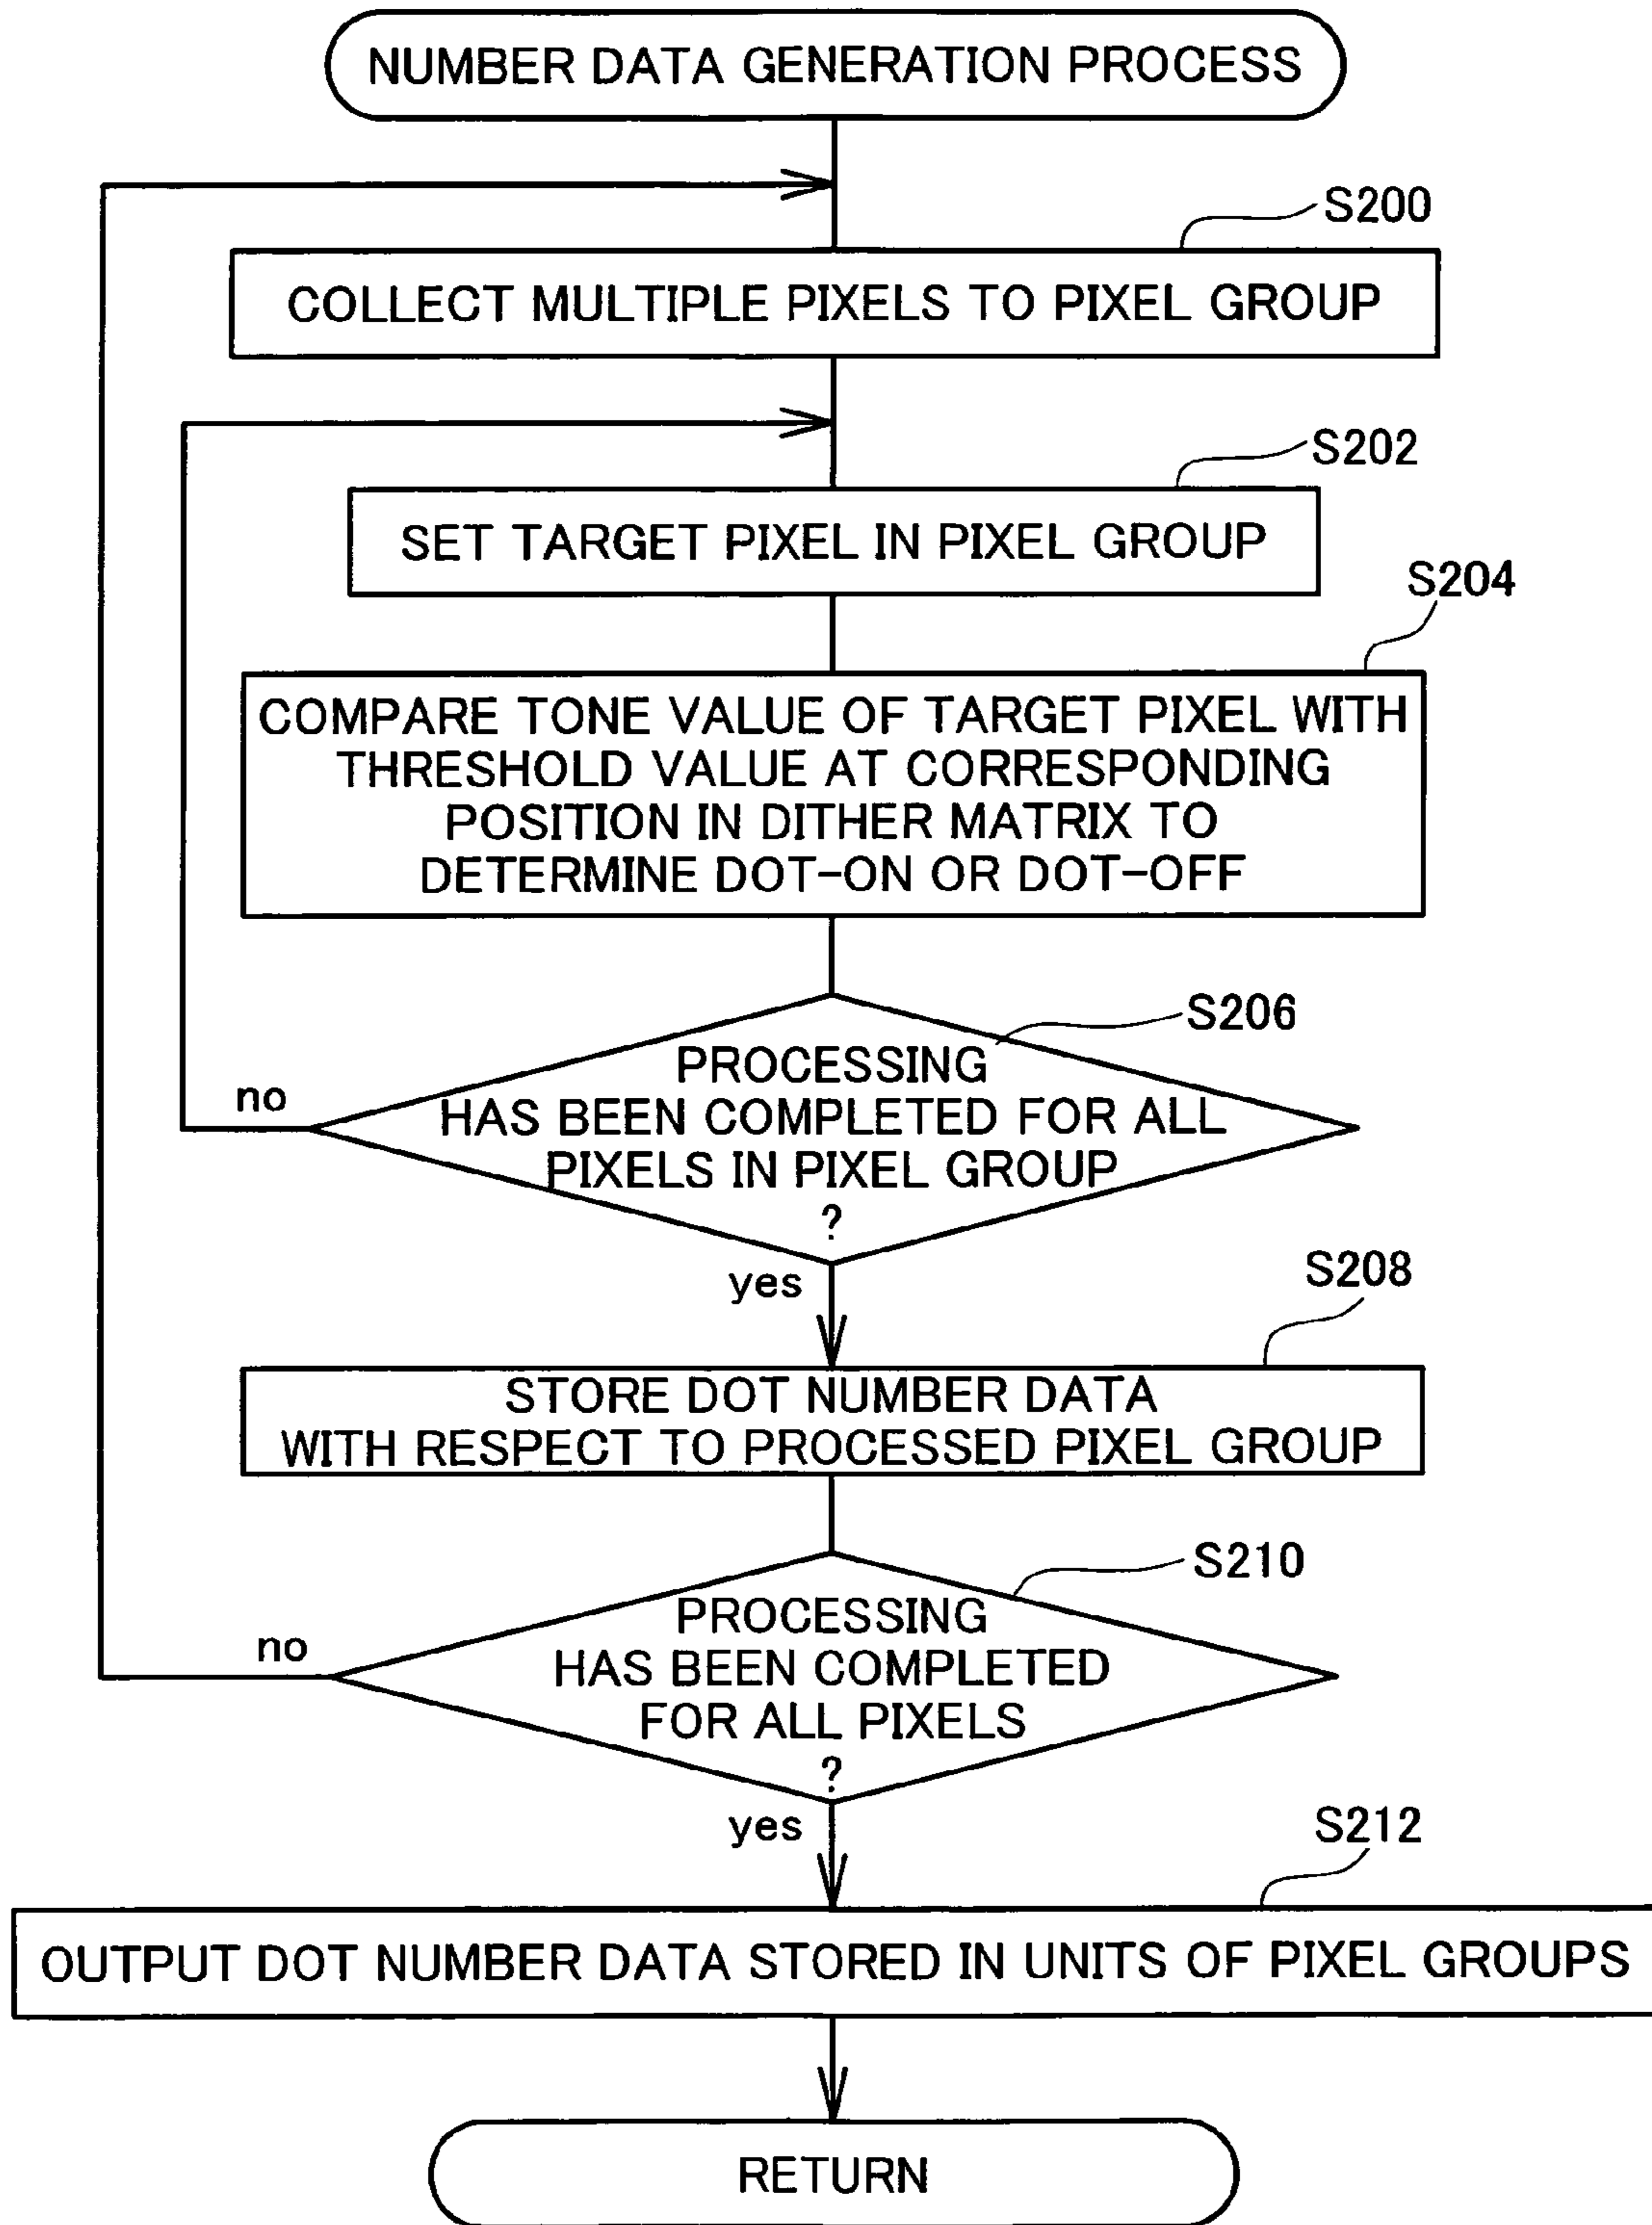 NUMBER DATA GENERATION PROCESS
S200
COLLECT MULTIPLE PIXELS TO PIXEL GROUP
S202
SET TARGET PIXEL IN PIXEL GROUP
S204
COMPARE TONE VALUE OF TARGET PIXEL WITH
THRESHOLD VALUE AT CORRESPONDING
POSITION IN DITHER MATRIX TO
DETERMINE DOT-ON OR DOT-OFF
S206
PROCESSING
HAS BEEN COMPLETED FOR ALL
PIXELS IN PIXEL GROUP
?
no
yes
S208
STORE DOT NUMBER DATA
WITH RESPECT TO PROCESSED PIXEL GROUP
S210
PROCESSING
HAS BEEN COMPLETED
FOR ALL PIXELS
?
no
yes
S212
OUTPUT DOT NUMBER DATA STORED IN UNITS OF PIXEL GROUPS
RETURN